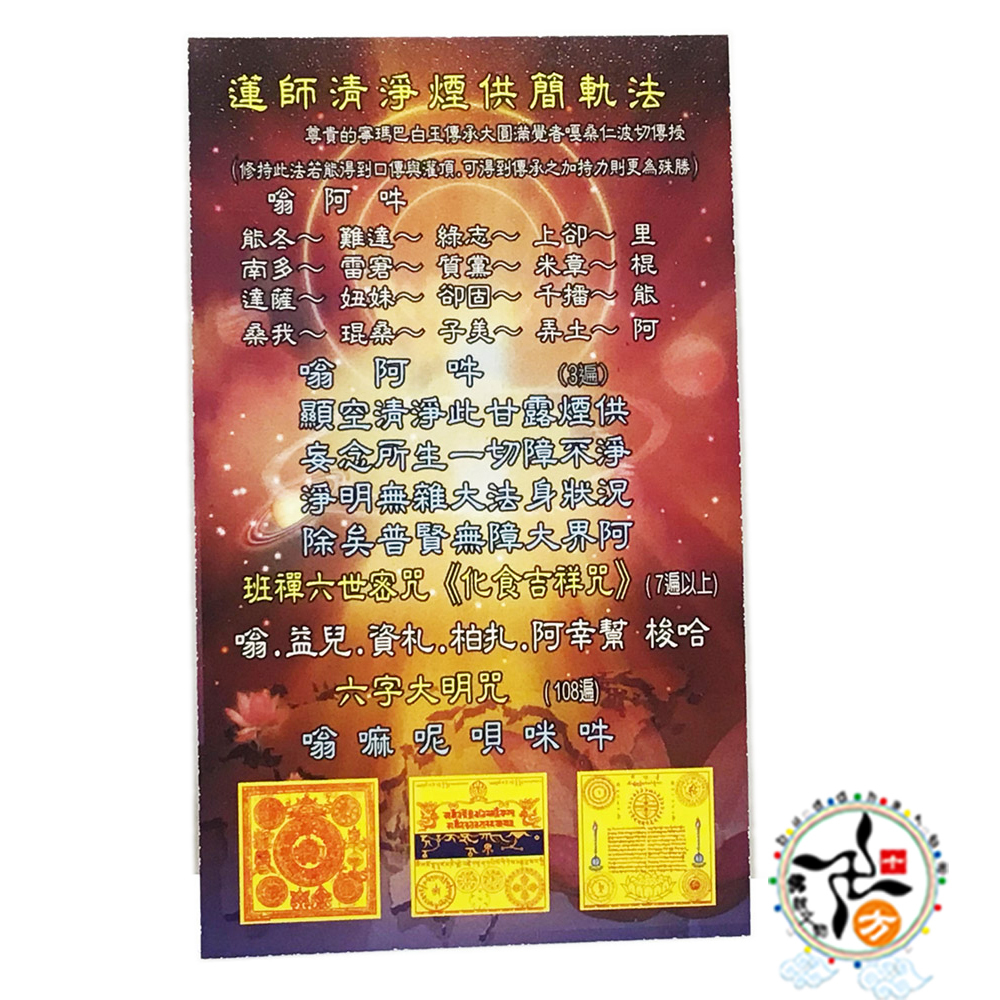 蓮師清淨煙供簡軌法
尊貴的寧瑪巴白玉傳承大圓滿覺者嘎桑仁波切傳授
(修持此法若能得到口傳與灌頂.可得到傳承之加持力則更為殊勝)
嗡 阿 吽
能冬～ 難達～ 綠志～ 上卻～ 里
南多～ 雷窘～ 質黨～ 米章～ 棍
達薩～ 妞妹～ 卻固～ 千播～ 能
桑我～ 琨桑～ 子美～ 弄土～ 阿
嗡 阿 吽 (3遍)
顯空清淨此甘露煙供
妄念所生一切障不淨
淨明無雜大法身狀況
除矣普賢無障大界阿
班禪六世密咒《化食吉祥咒》(7遍以上)
嗡.益兒.資札.柏扎.阿幸幫 梭哈
六字大明咒 (108遍)
嗡 嘛 呢 唄 咪 吽
十
方